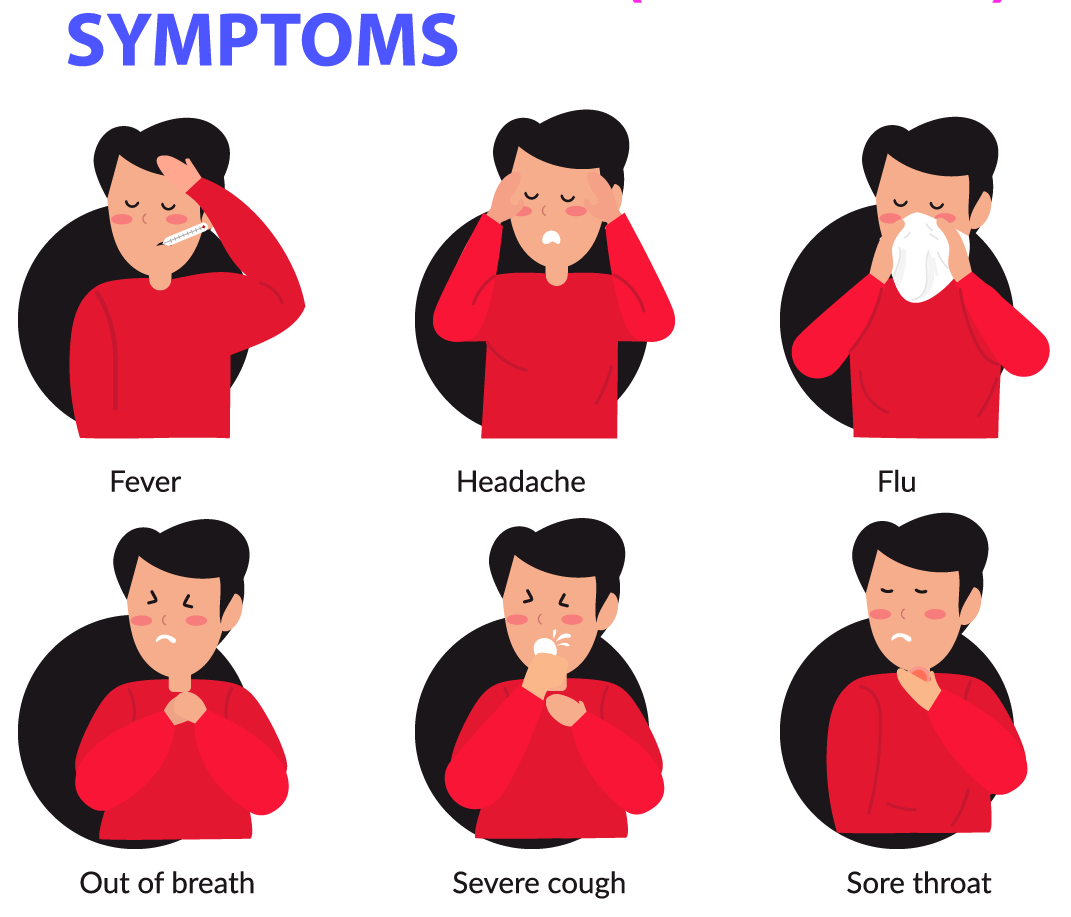 SYMPTOMS
Fever
Headache
Flu
Out of breath
Severe cough
Sore throat